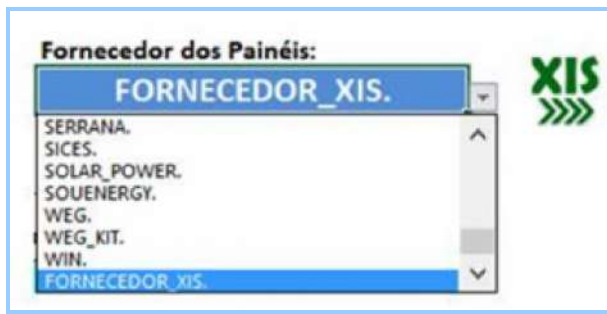 Fornecedor dos Painéis:
FORNECEDOR_XIS.
XIS
SERRANA.
SICES.
SOLAR_POWER.
SOUENERGY.
WEG.
WEG_KIT.
WIN.
FORNECEDOR_XIS.